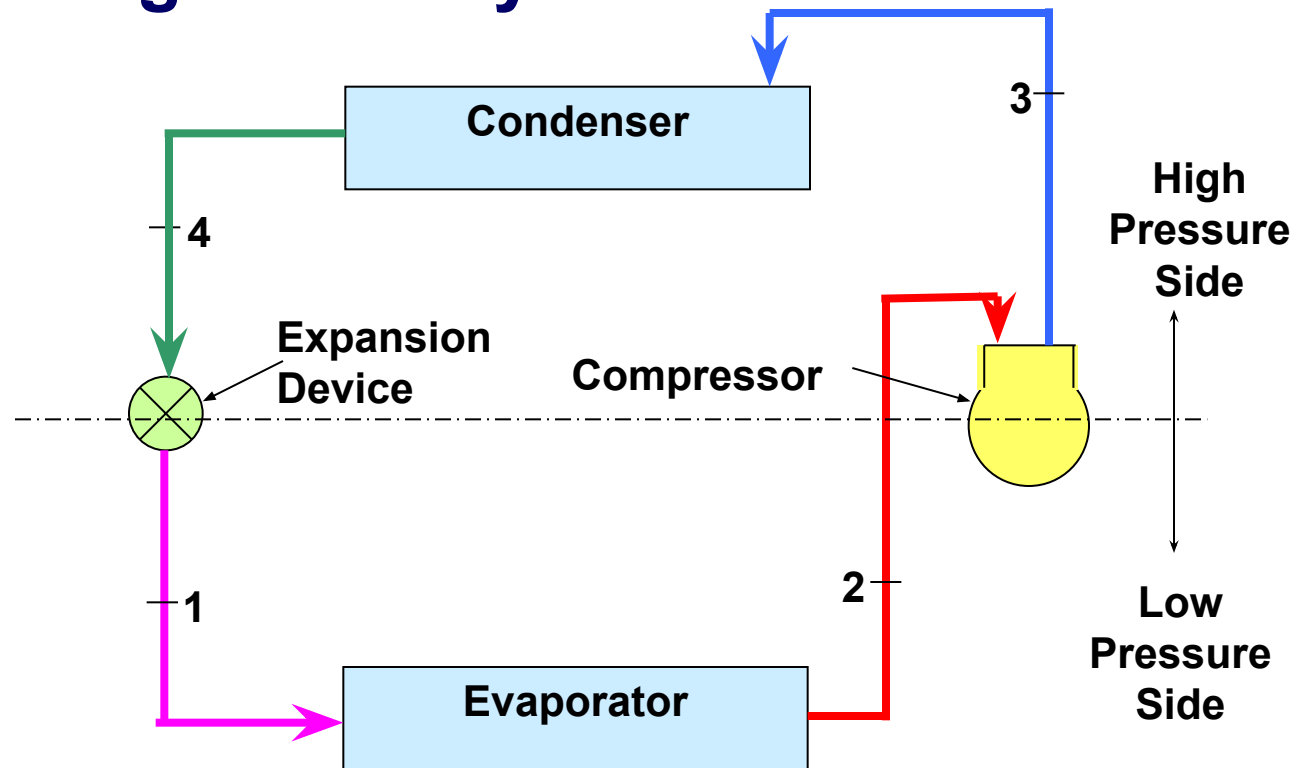 Condenser
3
High
Pressure
Side
4
Expansion
Device
Compressor
2
1
Low
Pressure
Side
Evaporator